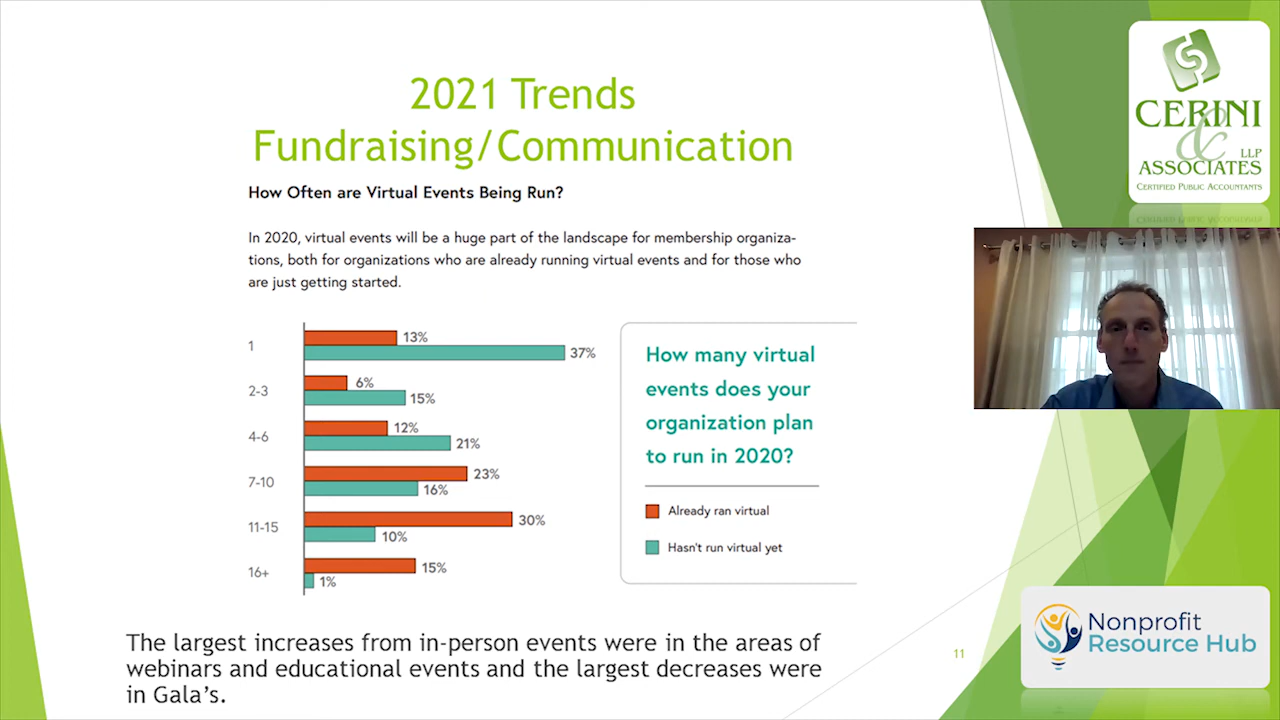 2021 Trends
Fundraising/Communication
How Often are Virtual Events Being Run?
In 2020, virtual events will be a huge part of the landscape for membership organiza-
tions, both for organizations who are already running virtual events and for those who
are just getting started.
1
13%
37%
2-3
6%
15%
4-6
12%
21%
7-10
23%
16%
11-15
30%
10%
16+
15%
1%
How many virtual
events does your
organization plan
to run in 2020?
Already ran virtual
Hasn't run virtual yet
The largest increases from in-person events were in the areas of
webinars and educational events and the largest decreases were
in Gala's.
11
CERINI
&
LLP
ASSOCIATES
CERTIFIED PUBLIC ACCOUNTANTS
Nonprofit
Resource Hub